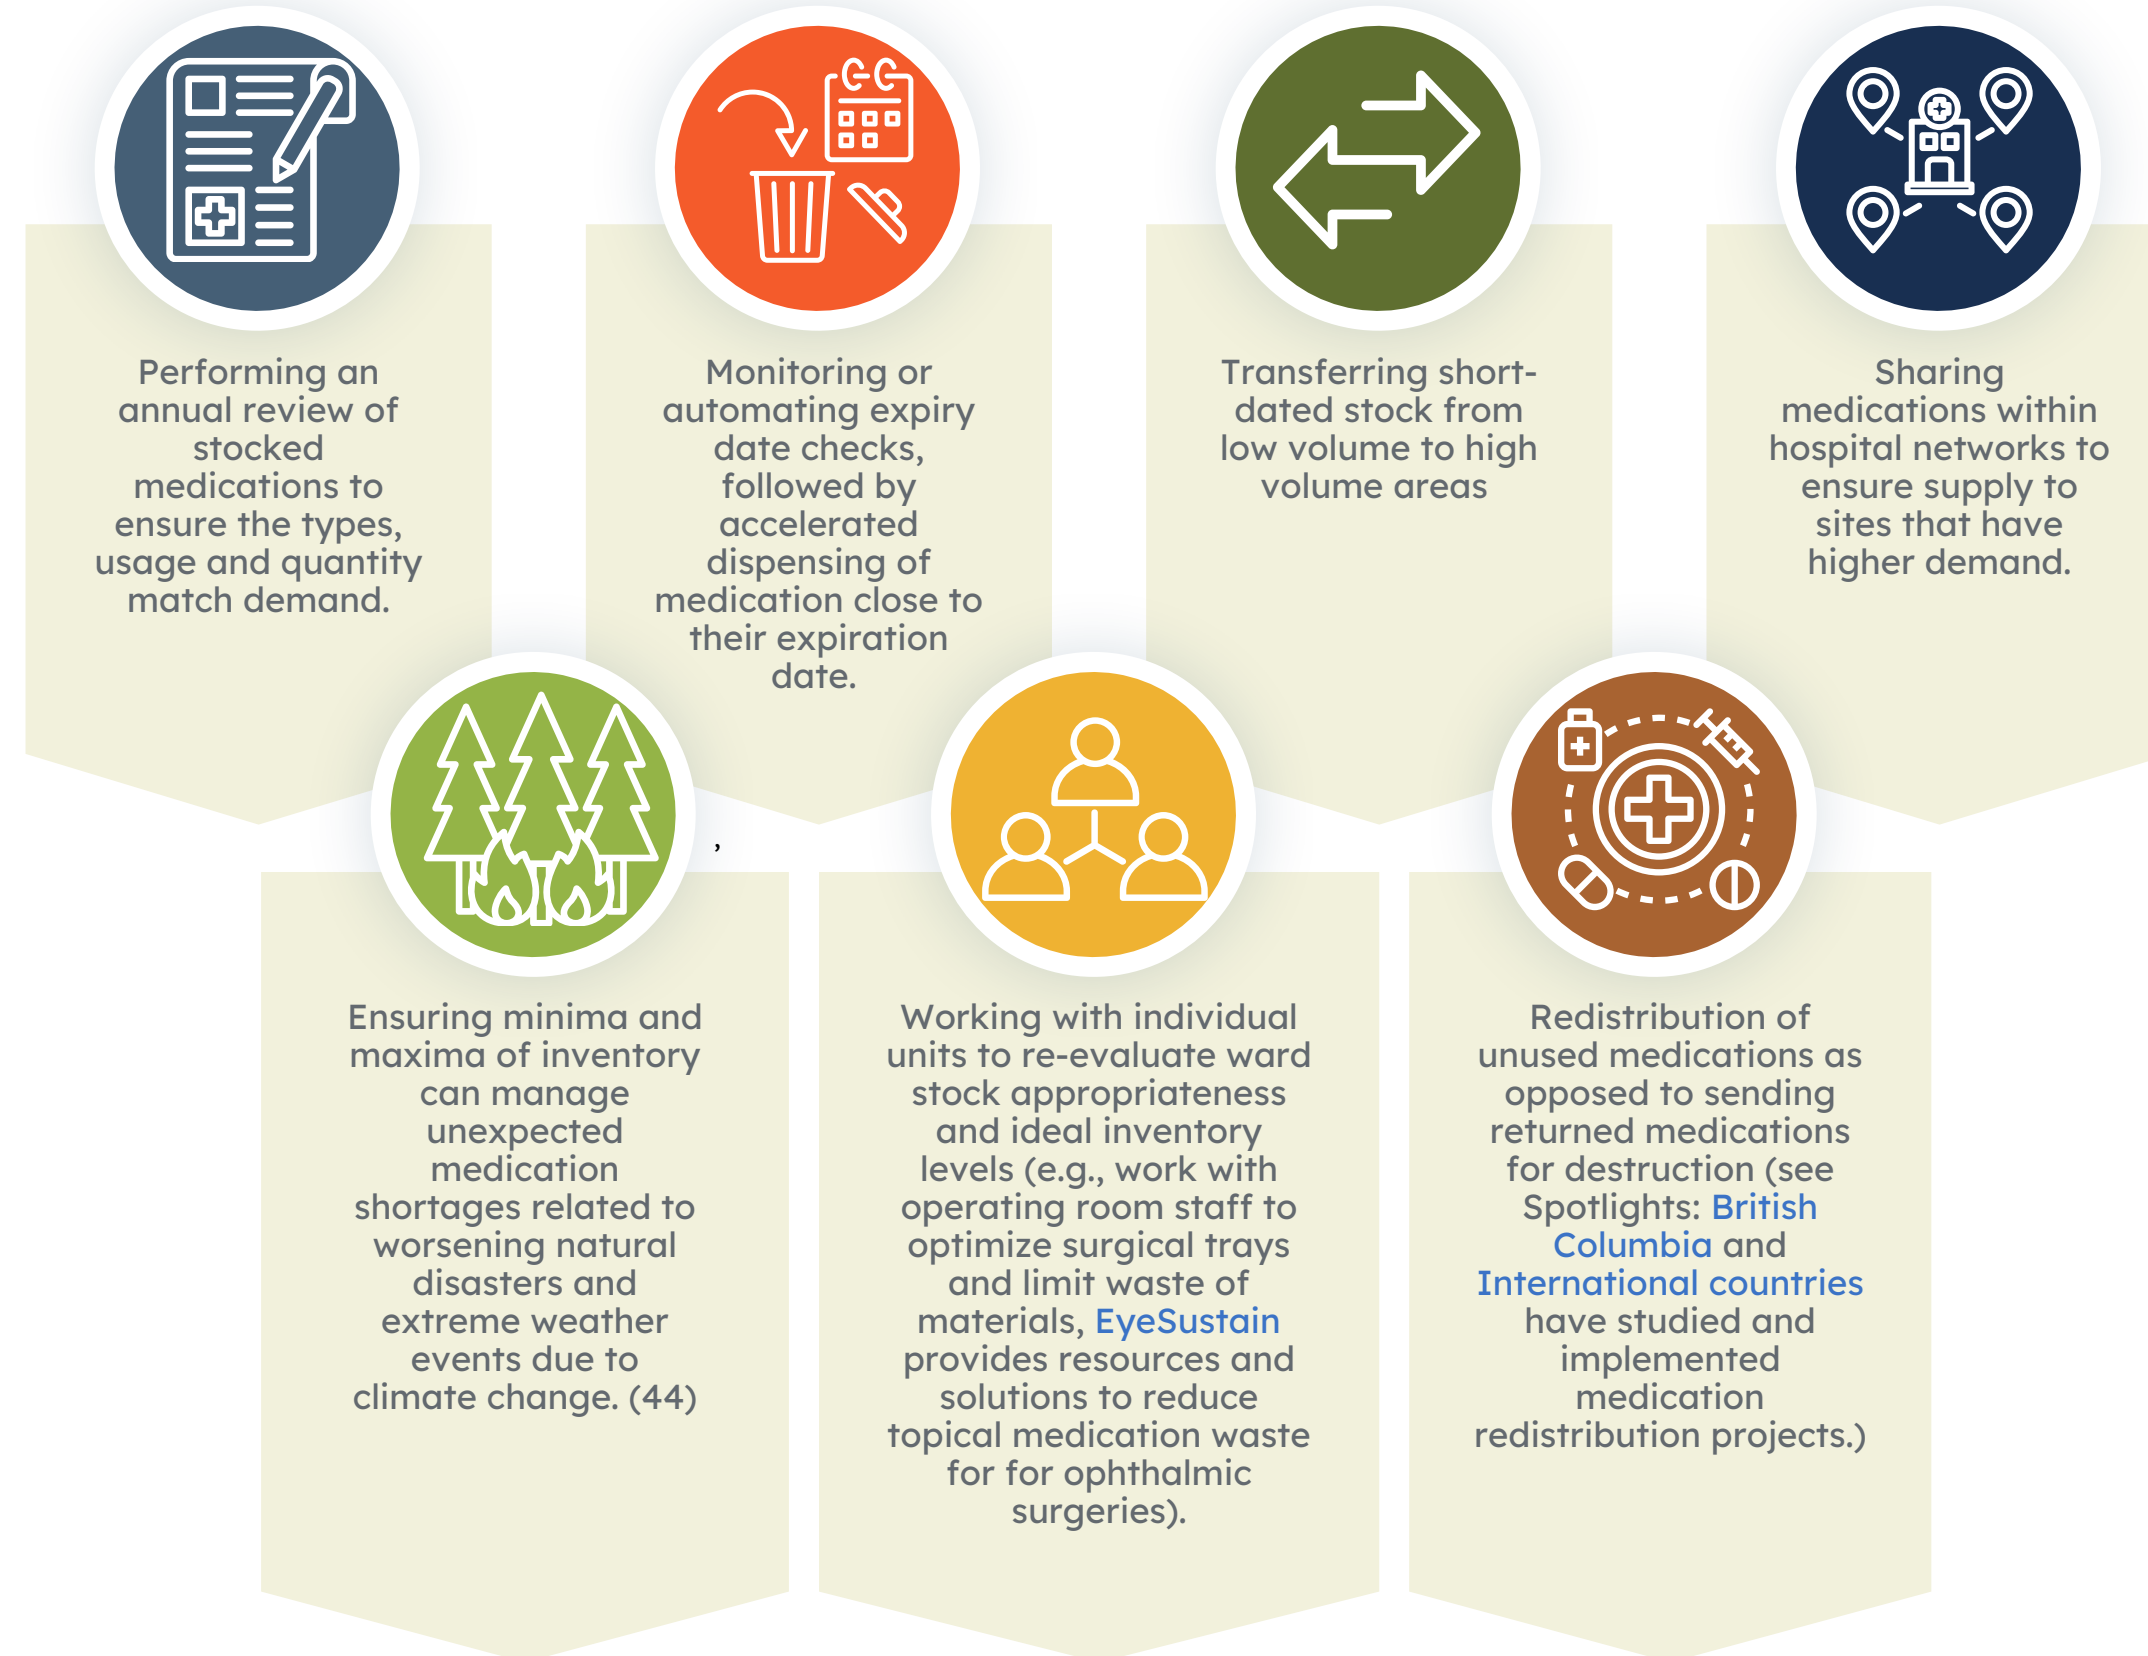 Performing an
annual review of
stocked
medications to
ensure the types,
usage and quantity
match demand.
Monitoring or
automating expiry
date checks,
followed by
accelerated
dispensing of
medication close to
their expiration
date.
Transferring short-
dated stock from
low volume to high
volume areas
Sharing
medications within
hospital networks to
ensure supply to
sites that have
higher demand.
,
Ensuring minima and
maxima of inventory
can manage
unexpected
medication
shortages related to
worsening natural
disasters and
extreme weather
events due to
climate change. (44)
Working with individual
units to re-evaluate ward
stock appropriateness
and ideal inventory
levels (e.g., work with
operating room staff to
optimize surgical trays
and limit waste of
materials, EyeSustain
provides resources and
solutions to reduce
topical medication waste
for for ophthalmic
surgeries).
Redistribution of
unused medications as
opposed to sending
returned medications
for destruction (see
Spotlights: British
Columbia and
International countries
have studied and
implemented
medication
redistribution projects.)